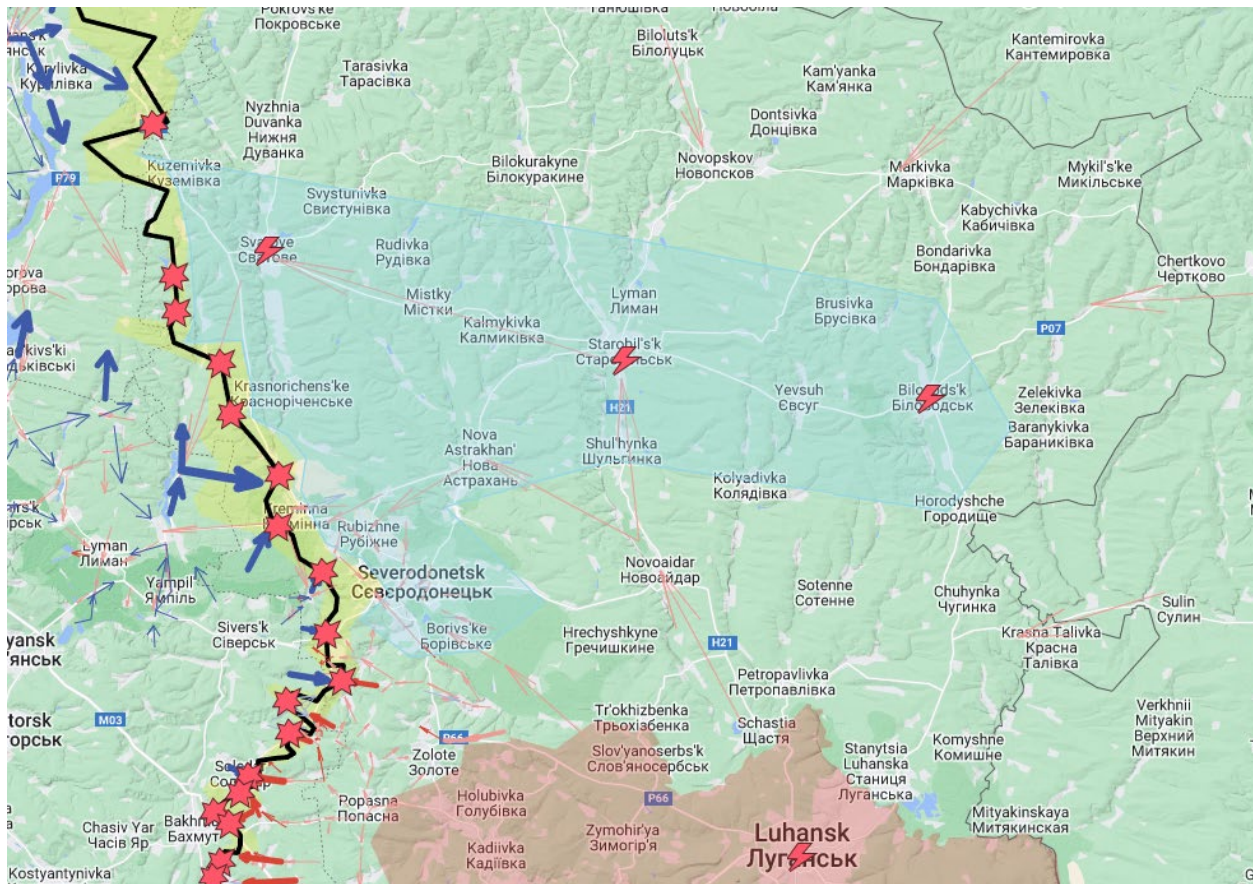 Pokrovs'ke
Покровське
Танюшівка
Biloluts'k
Білолуцьк
Kantemirovka
Кантемировка
Курилівка
Tarasivka
Тарасівка
Kam'yanka
Кам'янка
Nyzhnia
Duvanka
Нижня
Дуванка
Dontsivka
Донцівка
Kuzemivka
Куземівка
Bilokurakyne
Білокуракине
Novopskov
Новопсков
Markivka
Марківка
Mykil's'ke
Микільське
P79
Svystunivka
Свистунівка
Kabychivka
Кабичівка
Rudivka
Рудівка
Bondarivka
Бондарівка
Chertkovo
Чертково
Mistky
Містки
Lyman
Лиман
Brusivka
Брусівка
Kalmykivka
Калмиківка
Starobil's'k
P07
Krasnorichens'ke
Красноріченське
H21
Yevsuh
Євсуг
Zelekivka
Зелеківка
Baranykivka
Бараниківка
Nova
Astrakhan'
Нова
Астрахань
Shul'hynka
Шульгинка
Kolyadivka
Колядівка
Horodyshche
Городище
Rubizhne
Рубіжне
Lyman
Лиман
Yampil
Ямпіль
Severodonetsk
Сєвєродонецьк
Novoaidar
Новоайдар
Sotenne
Сотенне
Chuhynka
Чугинка
Sulin
Сулин
Sivers'k
Сіверськ
Borivs'ke
Борівське
Hrechyshkyne
Гречишкине
H21
Krasna Talivka
Красна
Талівка
Petropavlivka
Петропавлівка
M03
Tr'okhizbenka
Трьохізбенка
Schastia
Щастя
Verkhnii
Mityakin
Верхний
Митякин
P66
Zolote
Золоте
Slov'yanoserbs'k
Слов'яносербськ
Stanytsia
Luhanska
Станиця
Луганська
Komyshne
Комишне
Popasna
Попасна
Holubivka
Голубівка
P66
Mityakinskaya
Митякинская
Chasiv Yar
Часів Яр
Бахмут
Kadiivka
Кадіївка
Zymohir'ya
Зимогір'я
Luhansk
Kostyantynivka